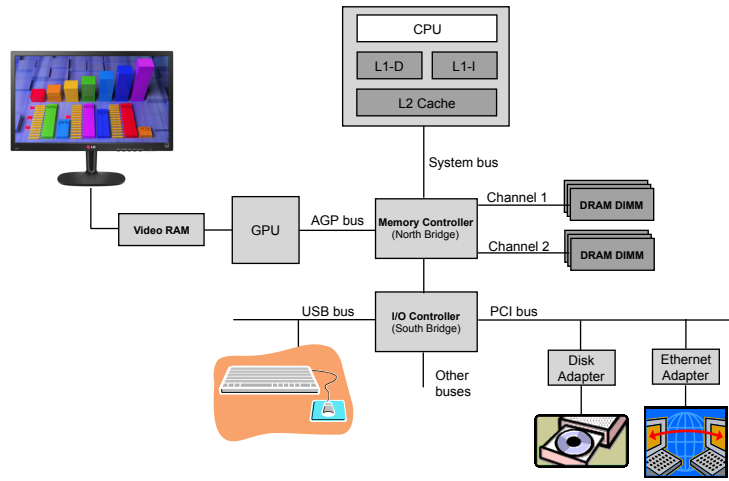 CPU
L1-D
L1-I
L2 Cache
System bus
Channel 1
DRAM DIMM
Video RAM
GPU
AGP bus
Memory Controller
(North Bridge)
Channel 2
DRAM DIMM
USB bus
I/O Controller
(South Bridge)
PCI bus
Other
buses
Disk
Adapter
Ethernet
Adapter
LG